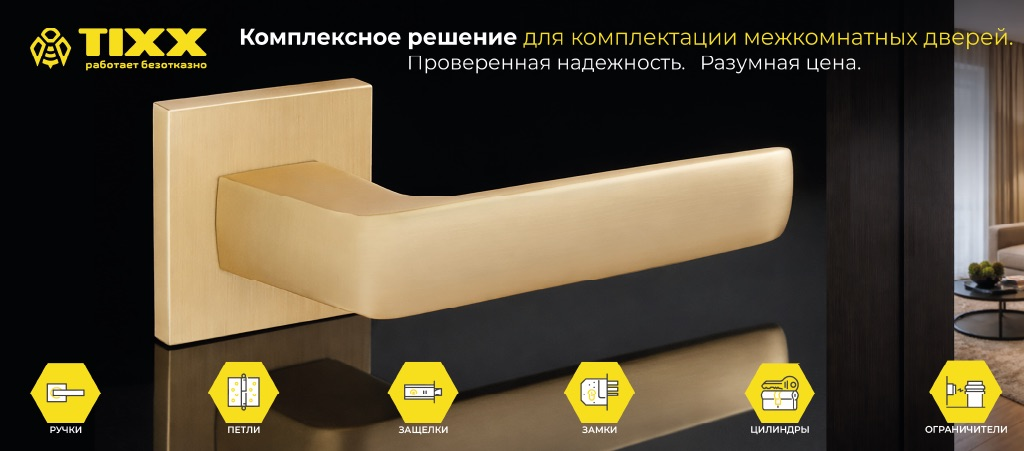 TIXX
работает безотказно
Комплексное решение для комплектации межкомнатных дверей.
Проверенная надежность. Разумная цена.
РУЧКИ
ПЕТЛИ
ЗАЩЕЛКИ
ЗАМКИ
ЦИЛИНДРЫ
ОГРАНИЧИТЕЛИ